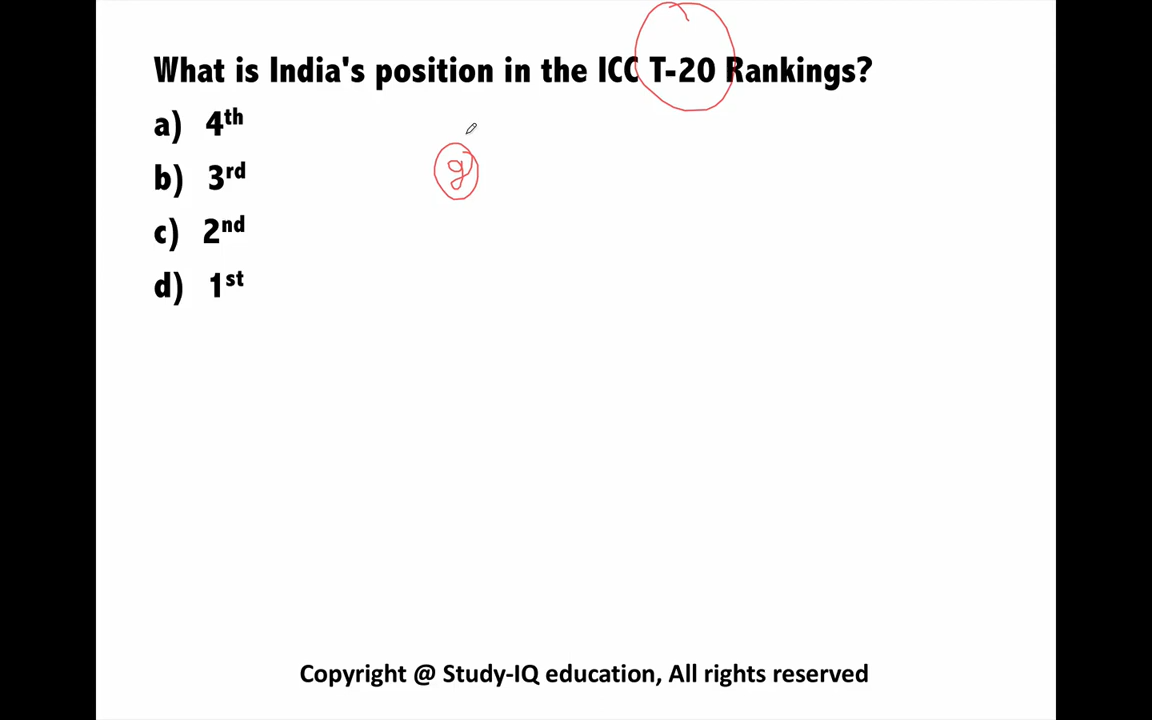 What is India's position in the ICC T-20 Rankings?
a) 4th
b) 3rd
c) 2nd
d) 1st
Copyright @ Study-IQ education, All rights reserved